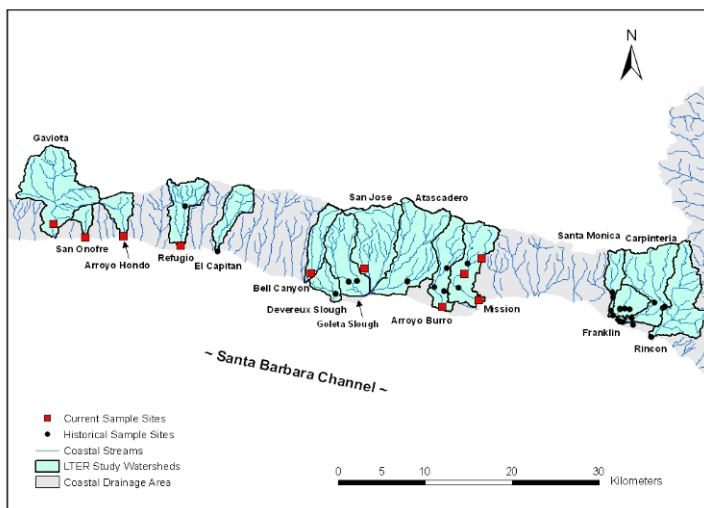 N
Gaviota
San Jose
Atascadero
Santa Monica
Carpinteria
San Onofre
Arroyo Hondo
Refugio
El Capitan
Bell Canyon
Devereux Slough
Goleta Slough
Arroyo Burro
Mission
Franklin
Rincon
~ Santa Barbara Channel ~
Current Sample Sites
Historical Sample Sites
Coastal Streams
LTER Study Watersheds
Coastal Drainage Area
0 5 10 20 30
Kilometers